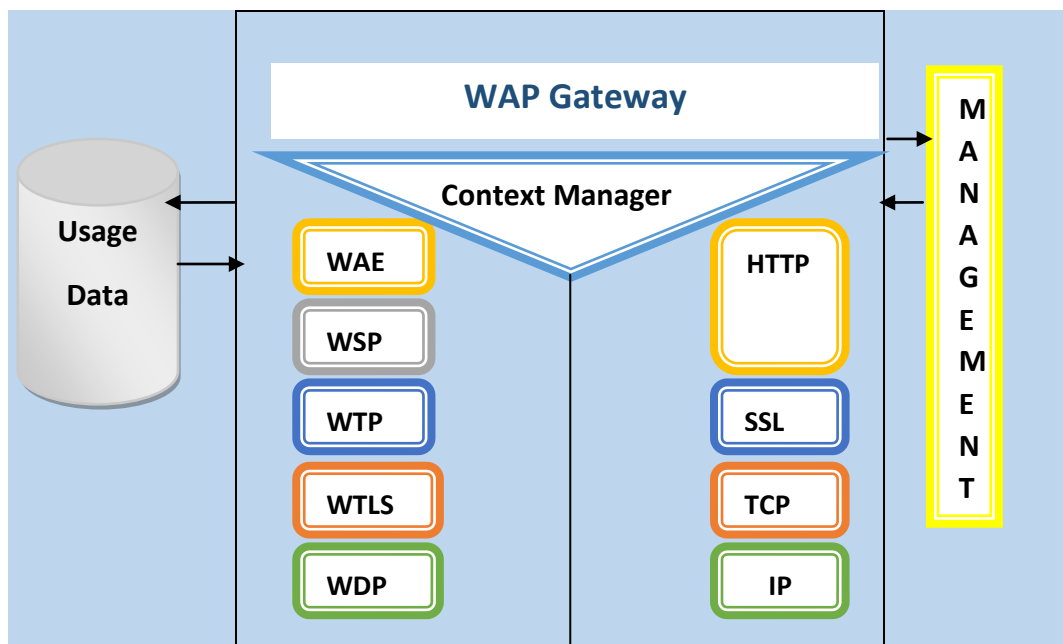 WAP Gateway
Context Manager
Usage
Data
WAE
WSP
WTP
WTLS
WDP
HTTP
SSL
TCP
IP
M
A
N
A
G
E
M
E
N
T